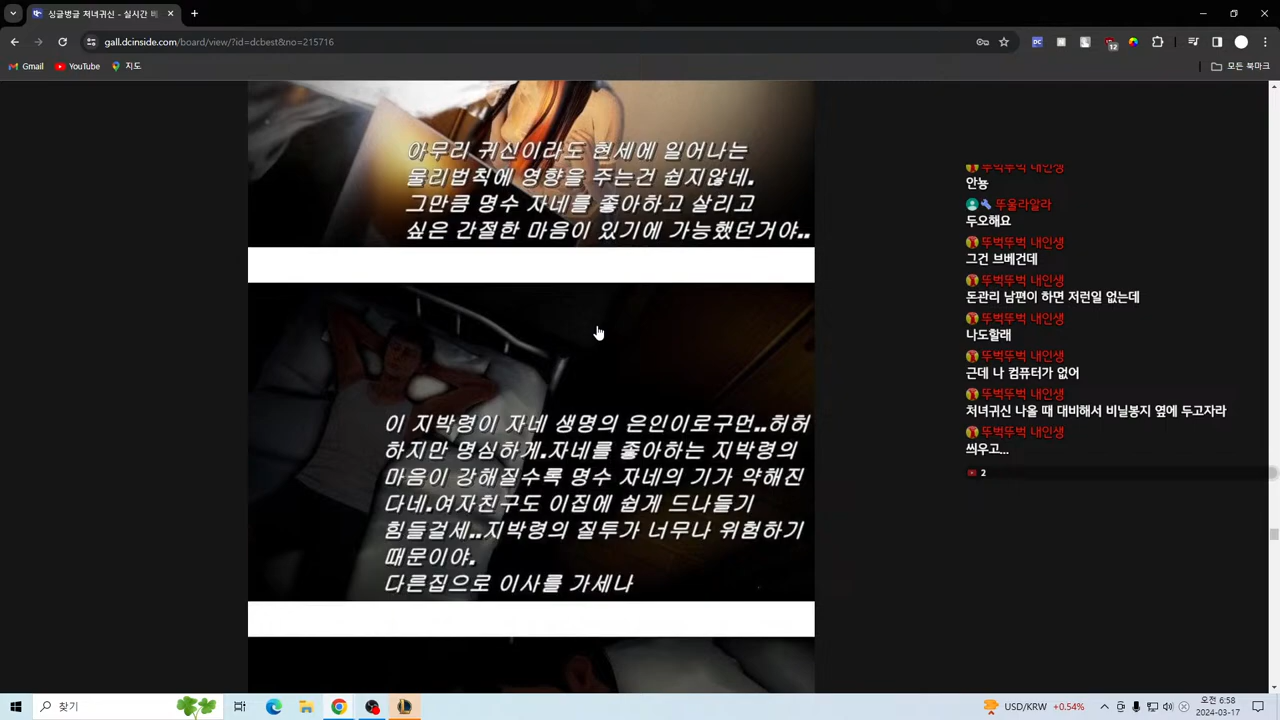 싱글벙글 처녀귀신 - 실시간 베
gall.dcinside.com/board/view/?id=dcbest&no=215716
12
Gmail
YouTube
지도
모든 북마크
아무리 귀신이라도 현세에 일어나는
물리법칙에 영향을 주는건 쉽지않네.
그만큼 명수 자네를 좋아하고 살리고
싶은 간절한 마음이 있기에 가능했던거야..
이 지박령이 자네 생명의 은인이로구먼..허허
하지만 명심하게.자네를 좋아하는 지박령의
마음이 강해질수록 명수 자네의 기가 약해진
다네.여자친구도 이집에 쉽게 드나들기
힘들걸세..지박령의 질투가 너무나 위험하기
때문이야.
다른집으로 이사를 가세나
뚜벅뚜벅 내인생
안뇽
뚜울라알라
두오해요
뚜벅뚜벅 내인생
그건 브베건데
뚜벅뚜벅 내인생
돈관리 남편이 하면 저런일 없는데
뚜벅뚜벅 내인생
나도할래
뚜벅뚜벅 내인생
근데 나 컴퓨터가 없어
뚜벅뚜벅 내인생
처녀귀신 나올 때 대비해서 비닐봉지 옆에 두고자라
뚜벅뚜벅 내인생
씌우고...
2
찾기
USD/KRW +0.54%
오전 6:58
2024-03-17